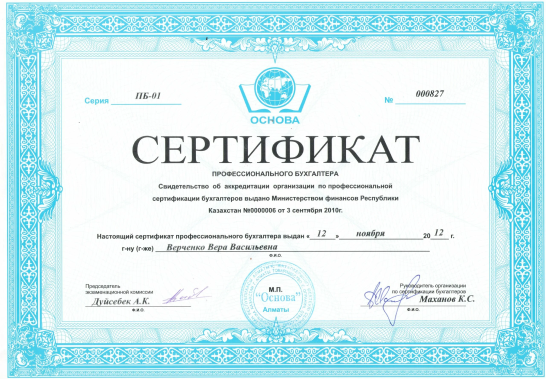 Серия ПБ-01
№ 000827
ОСНОВА
СЕРТИФИКАТ
ПРОФЕССИОНАЛЬНОГО БУХГАЛТЕРА
Свидетельство об аккредитации организации по профессиональной
сертификации бухгалтеров выдано Министерством финансов Республики
Казахстан №0000006 от 3 сентября 2010г.
Настоящий сертификат профессионального бухгалтера выдан «12» ноября 2012 г.
г-ну (г-же) Верченко Вера Васильевна
Ф.И.О.
Председатель
экзаменационной комиссии
Дуйсебек А.К.
Ф.И.О.
М.П.
"Основа"
Алматы
Руководитель организации
по сертификации бухгалтеров
Маханов К.С.
Ф.И.О.